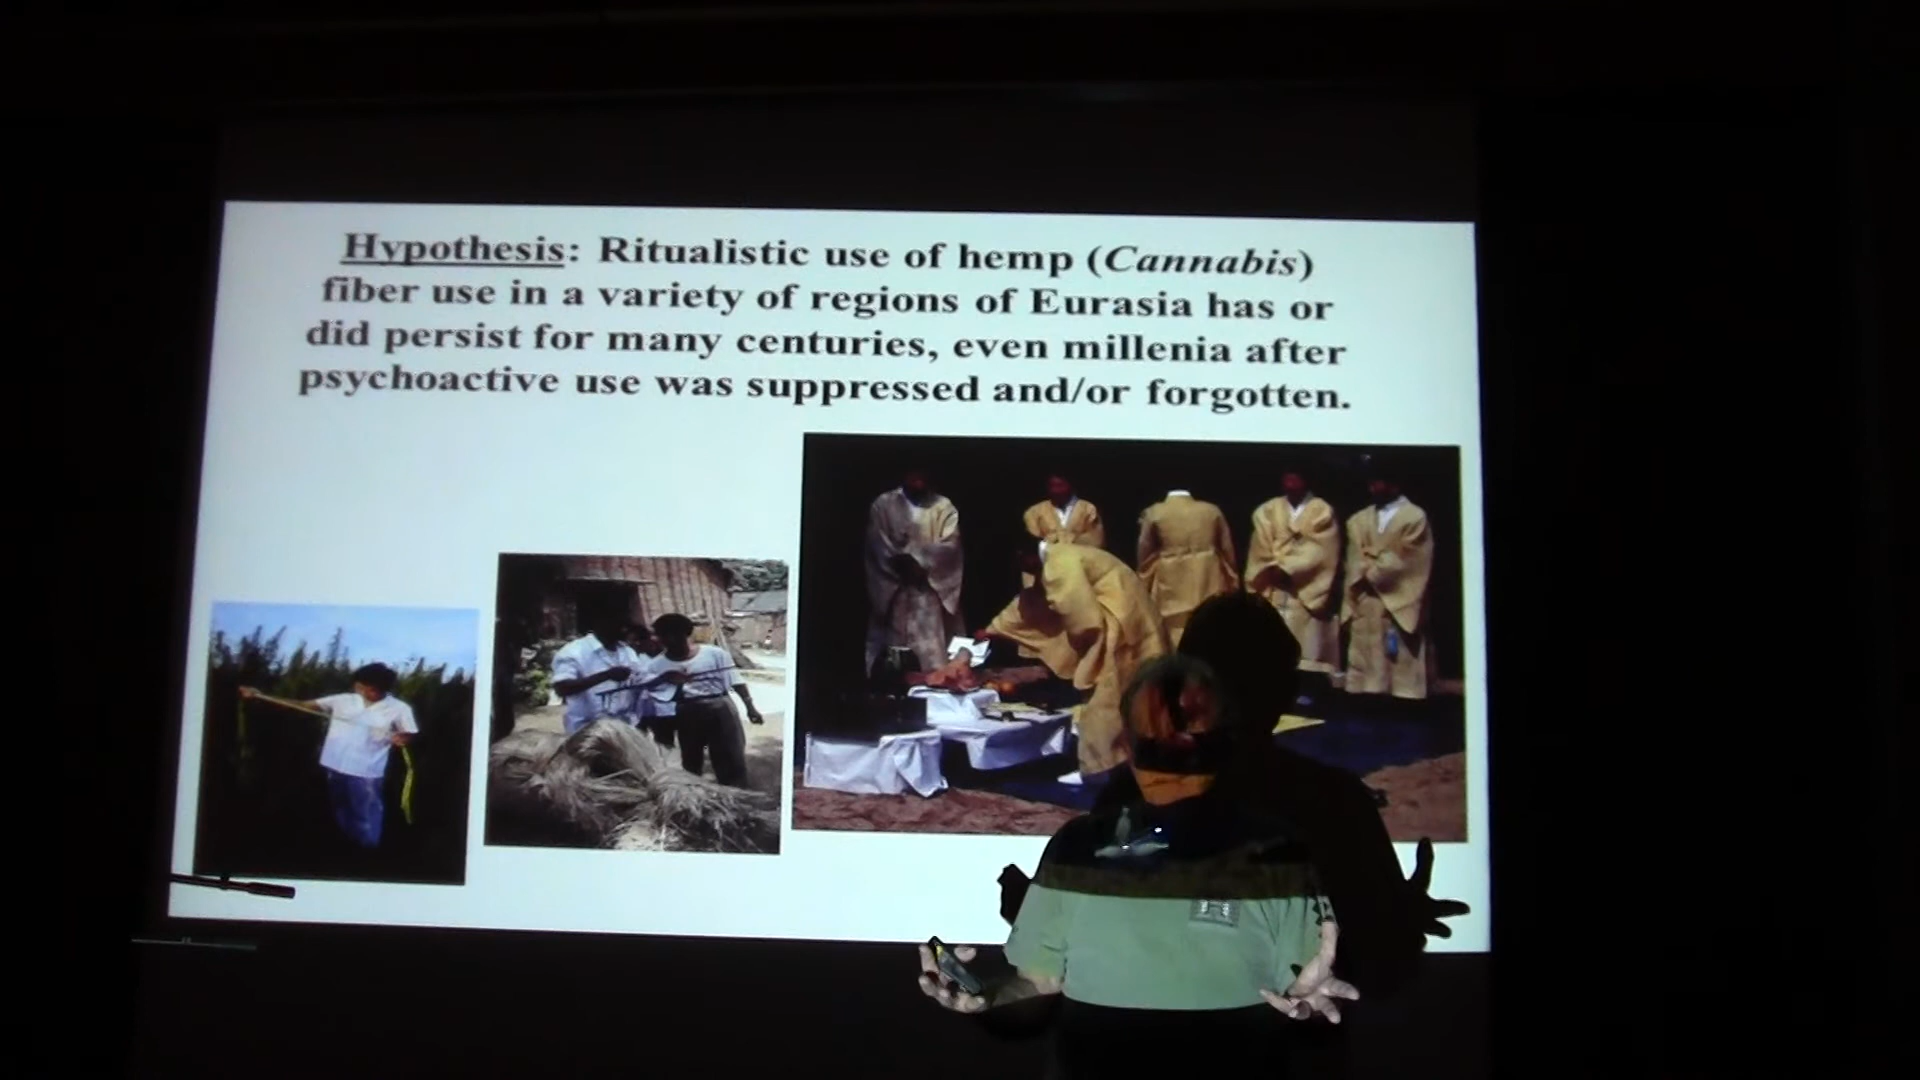 Hypothesis: Ritualistic use of hemp (Cannabis)
fiber use in a variety of regions of Eurasia has or
did persist for many centuries, even millenia after
psychoactive use was suppressed and/or forgotten.